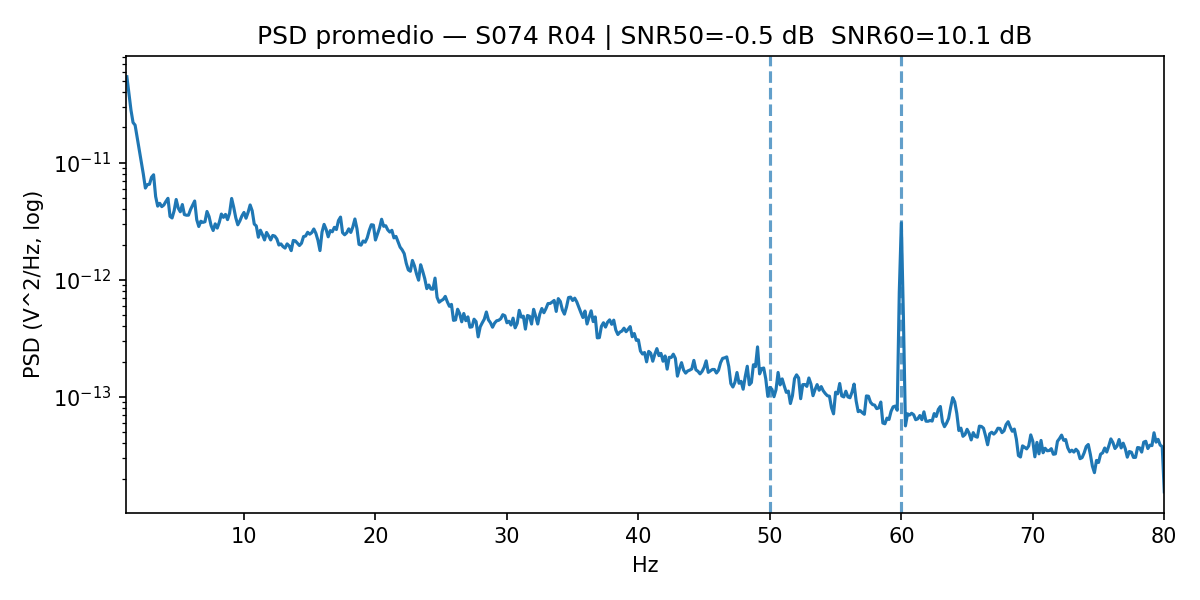 PSD promedio — S074 R04 | SNR50=-0.5 dB  SNR60=10.1 dB
PSD (V^2/Hz, log)
10⁻¹¹
10⁻¹²
10⁻¹³
10 20 30 40 50 60 70 80
Hz